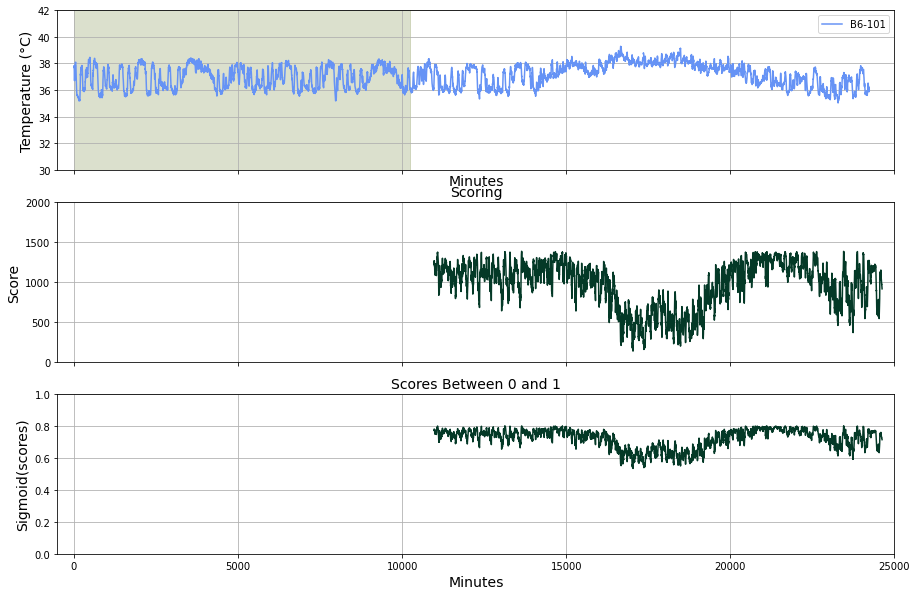 42
40
38
36
34
32
30
Temperature (°C)
B6-101
Minutes
Scoring
2000
1500
1000
500
0
Score
Scores Between 0 and 1
1.0
0.8
0.6
0.4
0.2
0.0
Sigmoid(scores)
0 5000 10000 15000 20000 25000
Minutes